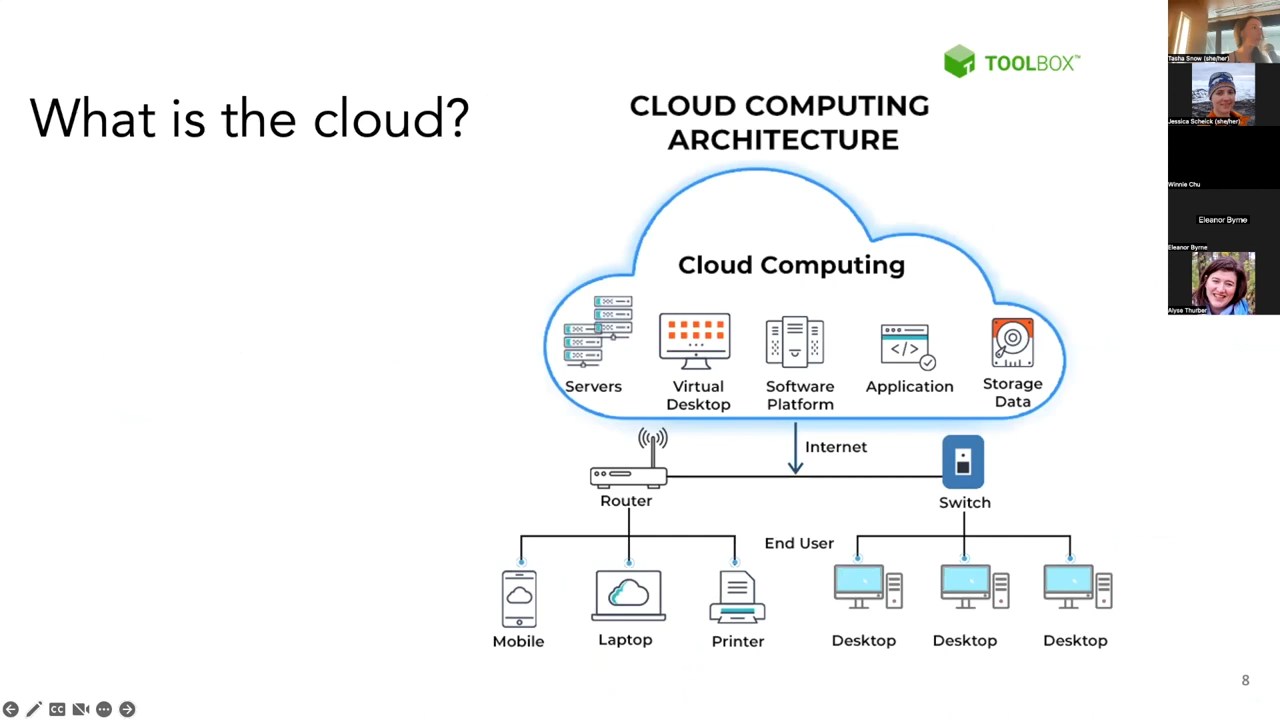 TOOLBOX™
What is the cloud?
CLOUD COMPUTING
ARCHITECTURE
Cloud Computing
Servers
Virtual
Desktop
Software
Platform
</>
Application
Storage
Data
Internet
Router
Switch
End User
Mobile
Laptop
Printer
Desktop
Desktop
Desktop
8
CC
Tasha Snow (she/her)
Jessica Scheick (she/her)
Winnie Chu
Eleanor Byrne
Eleanor Byrne
Alyse Thurber